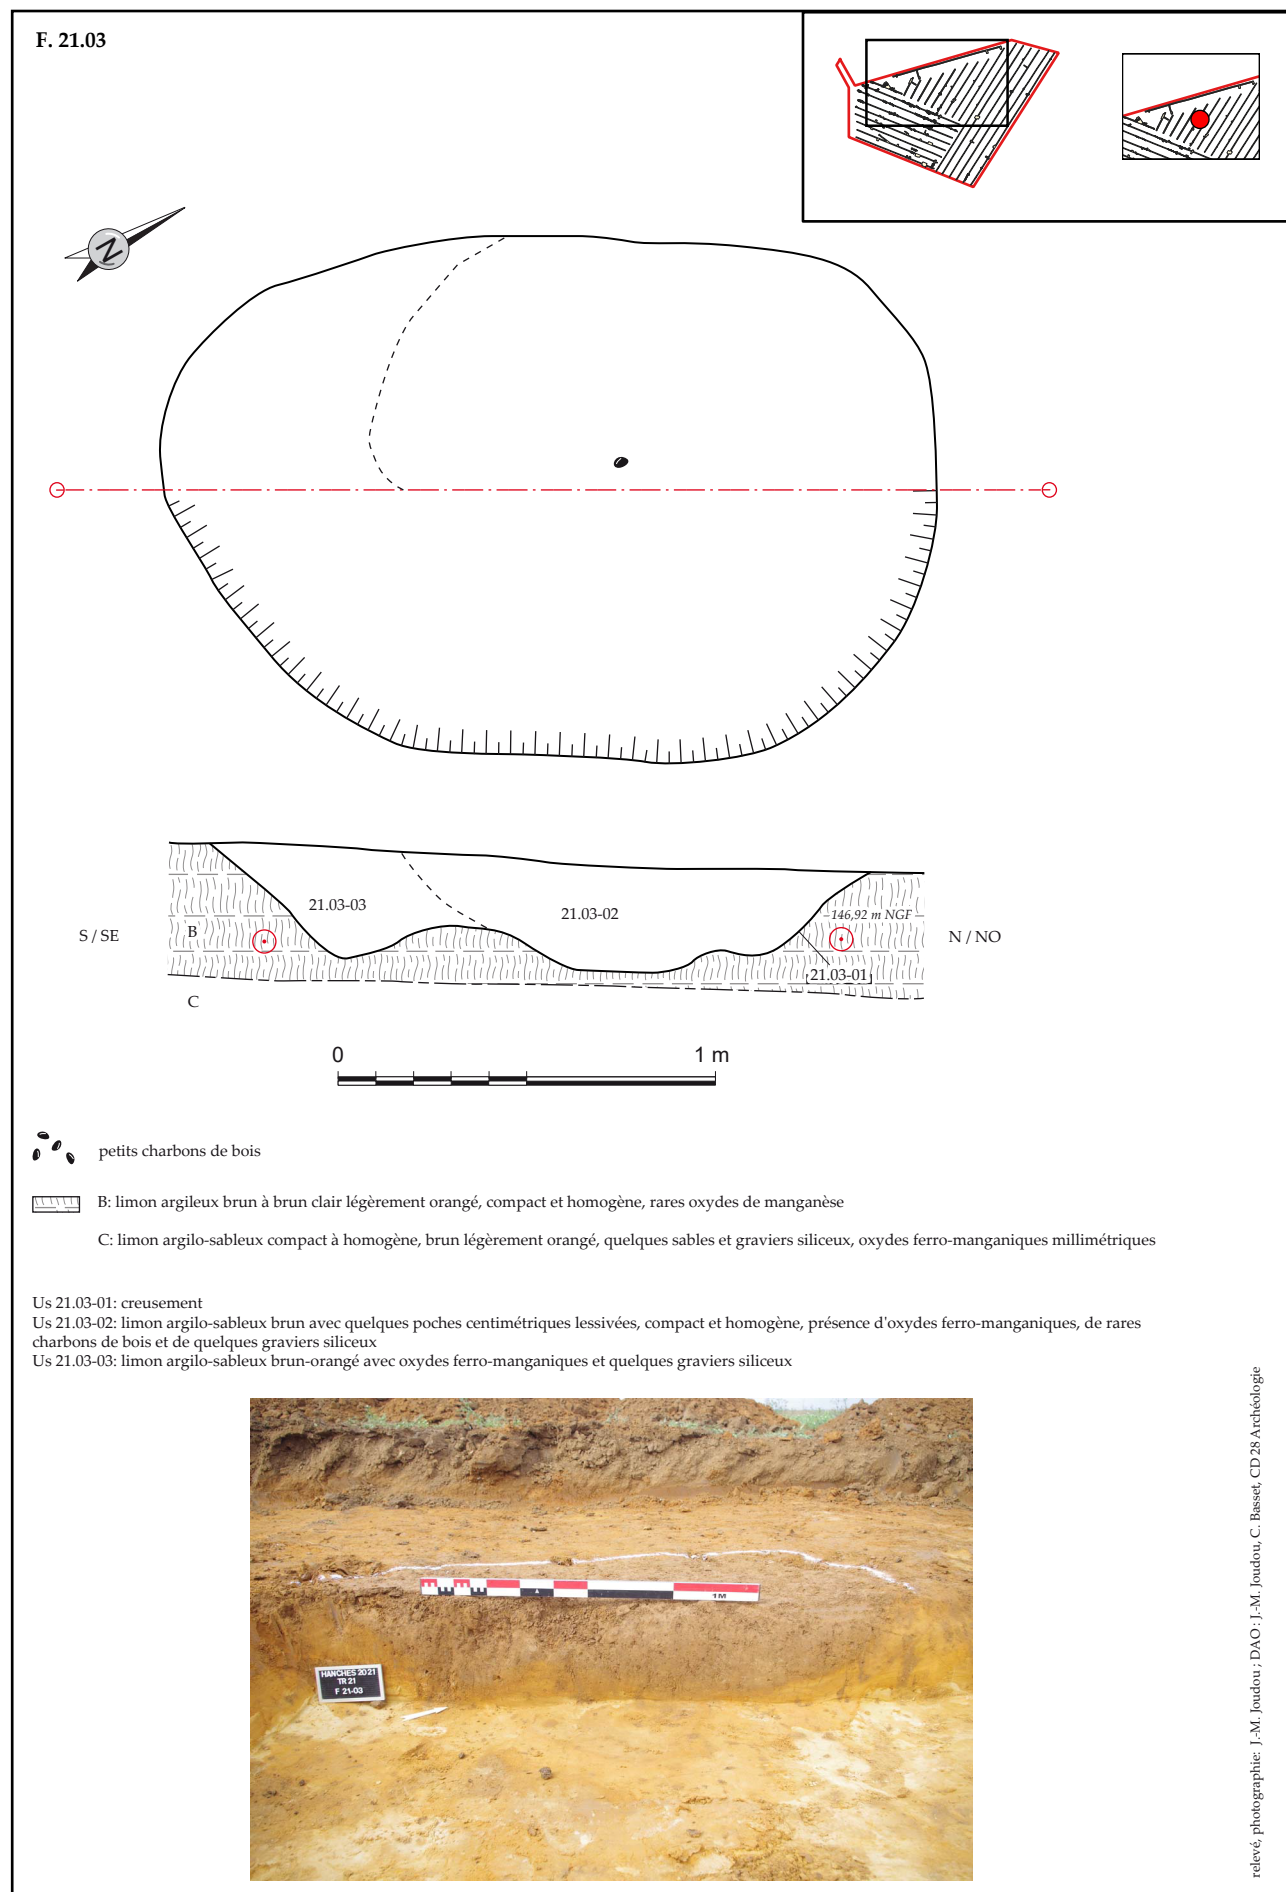 F. 21.03
N
21.03-03
21.03-02
146,92 m NGF
S / SE
B
N / NO
21.03-01
C
0
1 m
petits charbons de bois
B: limon argileux brun à brun clair légèrement orangé, compact et homogène, rares oxydes de manganèse
C: limon argilo-sableux compact à homogène, brun légèrement orangé, quelques sables et graviers siliceux, oxydes ferro-manganiques millimétriques
Us 21.03-01: creusement
Us 21.03-02: limon argilo-sableux brun avec quelques poches centimétriques lessivées, compact et homogène, présence d'oxydes ferro-manganiques, de rares
charbons de bois et de quelques graviers siliceux
Us 21.03-03: limon argilo-sableux brun-orangé avec oxydes ferro-manganiques et quelques graviers siliceux
1M
HANCHES 2021
TR 21
F 21-03
relevé, photographie: J.-M. Joudou ; DAO : J.-M. Joudou, C. Basset, CD 28 Archéologie